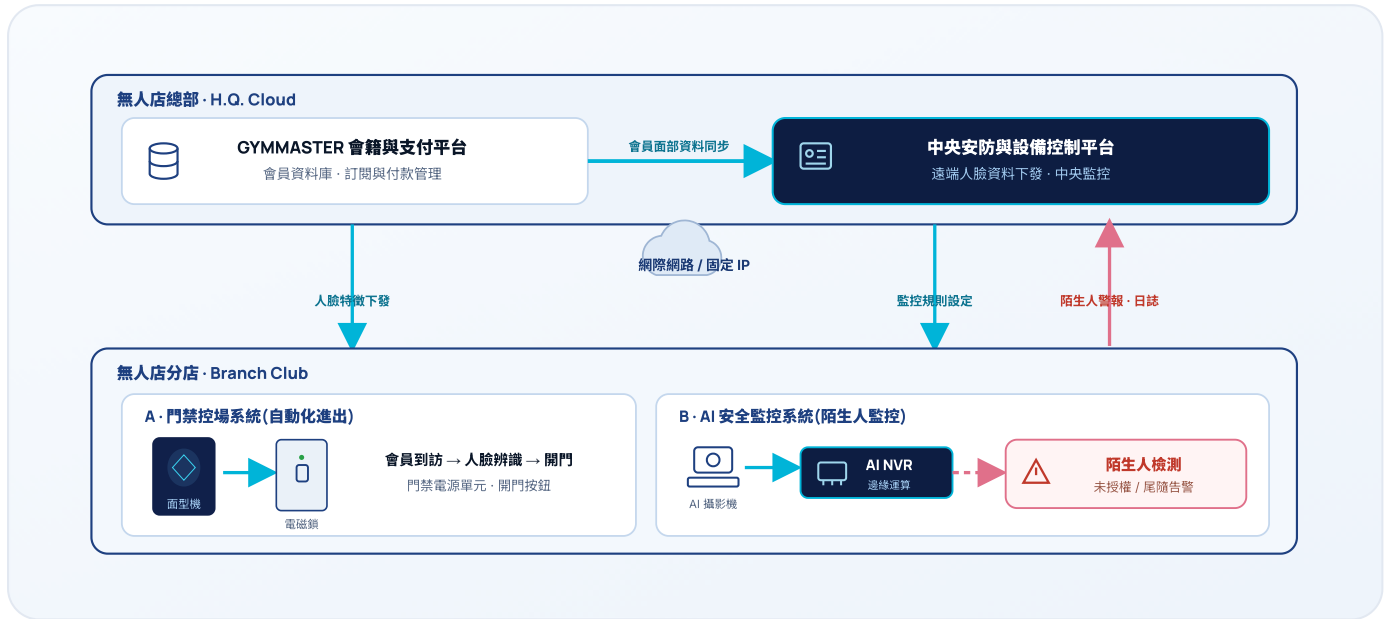 無人店總部 · H.Q. Cloud
GYMMASTER 會籍與支付平台
會員資料庫 · 訂閱與付款管理
會員面部資料同步
中央安防與設備控制平台
遠端人臉資料下發 · 中央監控
網際網路 / 固定 IP
人臉特徵下發
監控規則設定
陌生人警報 · 日誌
無人店分店 · Branch Club
A · 門禁控場系統(自動化進出)
面型機
電磁鎖
會員到訪 → 人臉辨識 → 開門
門禁電源單元 · 開門按鈕
B · AI 安全監控系統(陌生人監控)
AI 攝影機
AI NVR
邊緣運算
陌生人檢測
未授權 / 尾隨告警